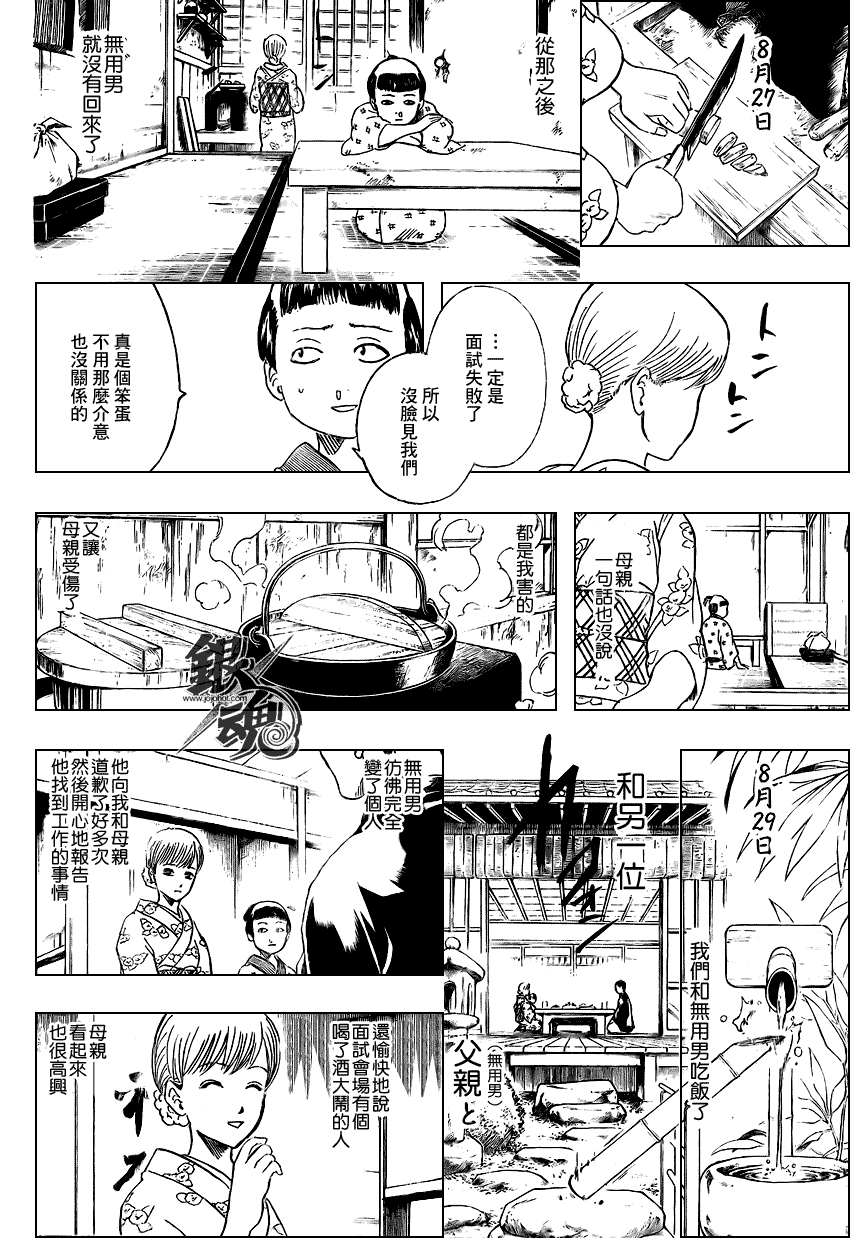 8月27日
從那之後
無用男
就沒有回來了
トン
トン
…一定是
面試失敗了
所以
沒臉見我們
真是個笨蛋
不用那麼介意
也沒關係的
母親
一句話也沒說
都是我害的
又讓
母親受傷了
銀魂
www.jojohot.com
8月29日
我們和無用男吃飯了
和另一位
父親と
(無用男)
無用男
彷彿完全
變了個人
他向我和母親
道歉了好多次
然後開心地報告
他找到工作的事情
還愉快地說
面試會場有個
喝了酒大鬧的人
母親
看起來
也很高興